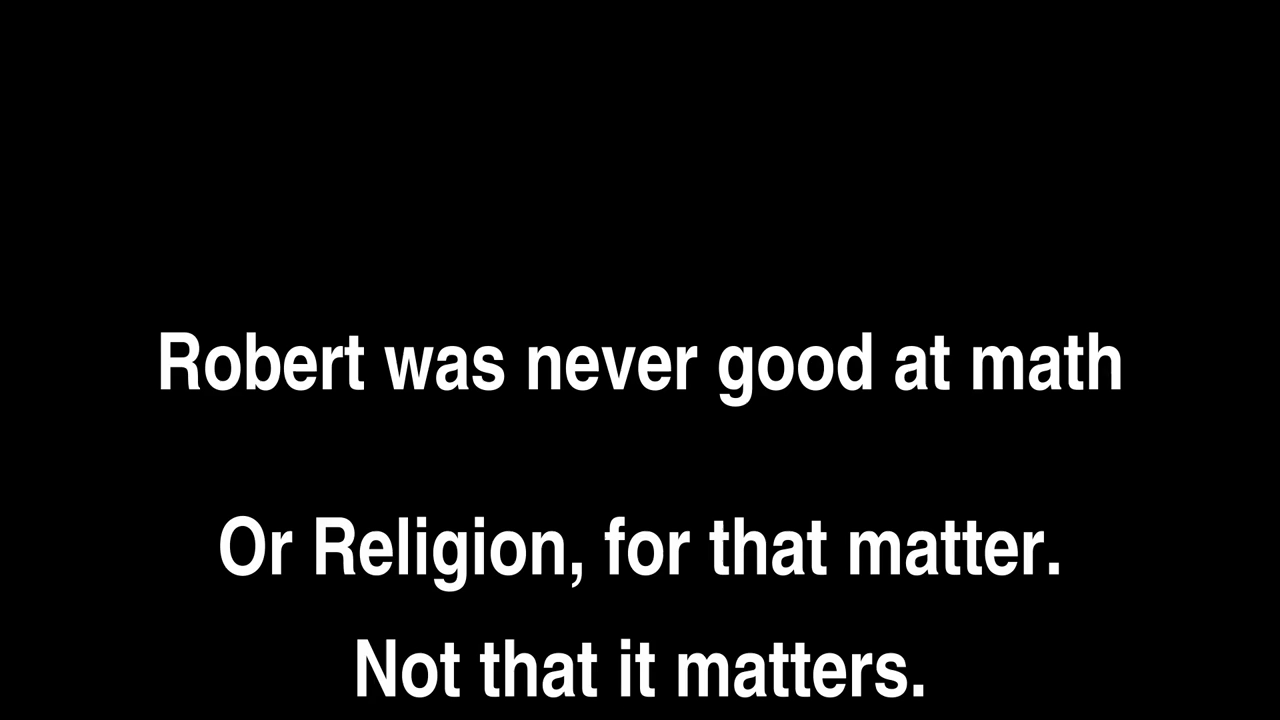 Robert was never good at math
Or Religion, for that matter.
Not that it matters.